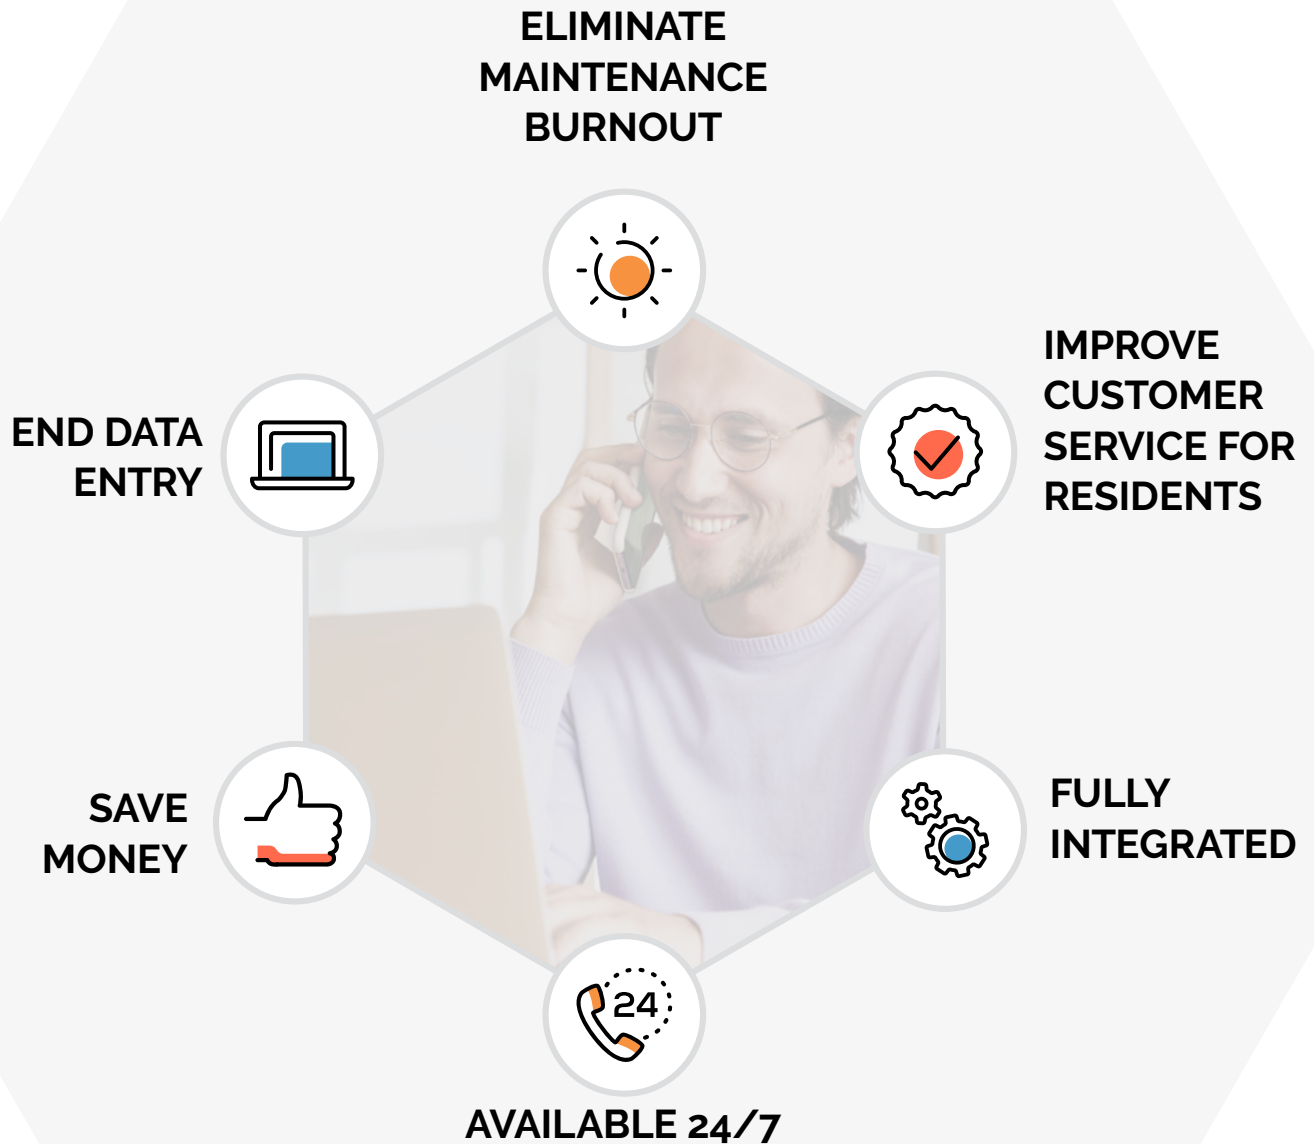 ELIMINATE
MAINTENANCE
BURNOUT
IMPROVE
CUSTOMER
SERVICE FOR
RESIDENTS
END DATA
ENTRY
FULLY
INTEGRATED
SAVE
MONEY
24
AVAILABLE 24/7